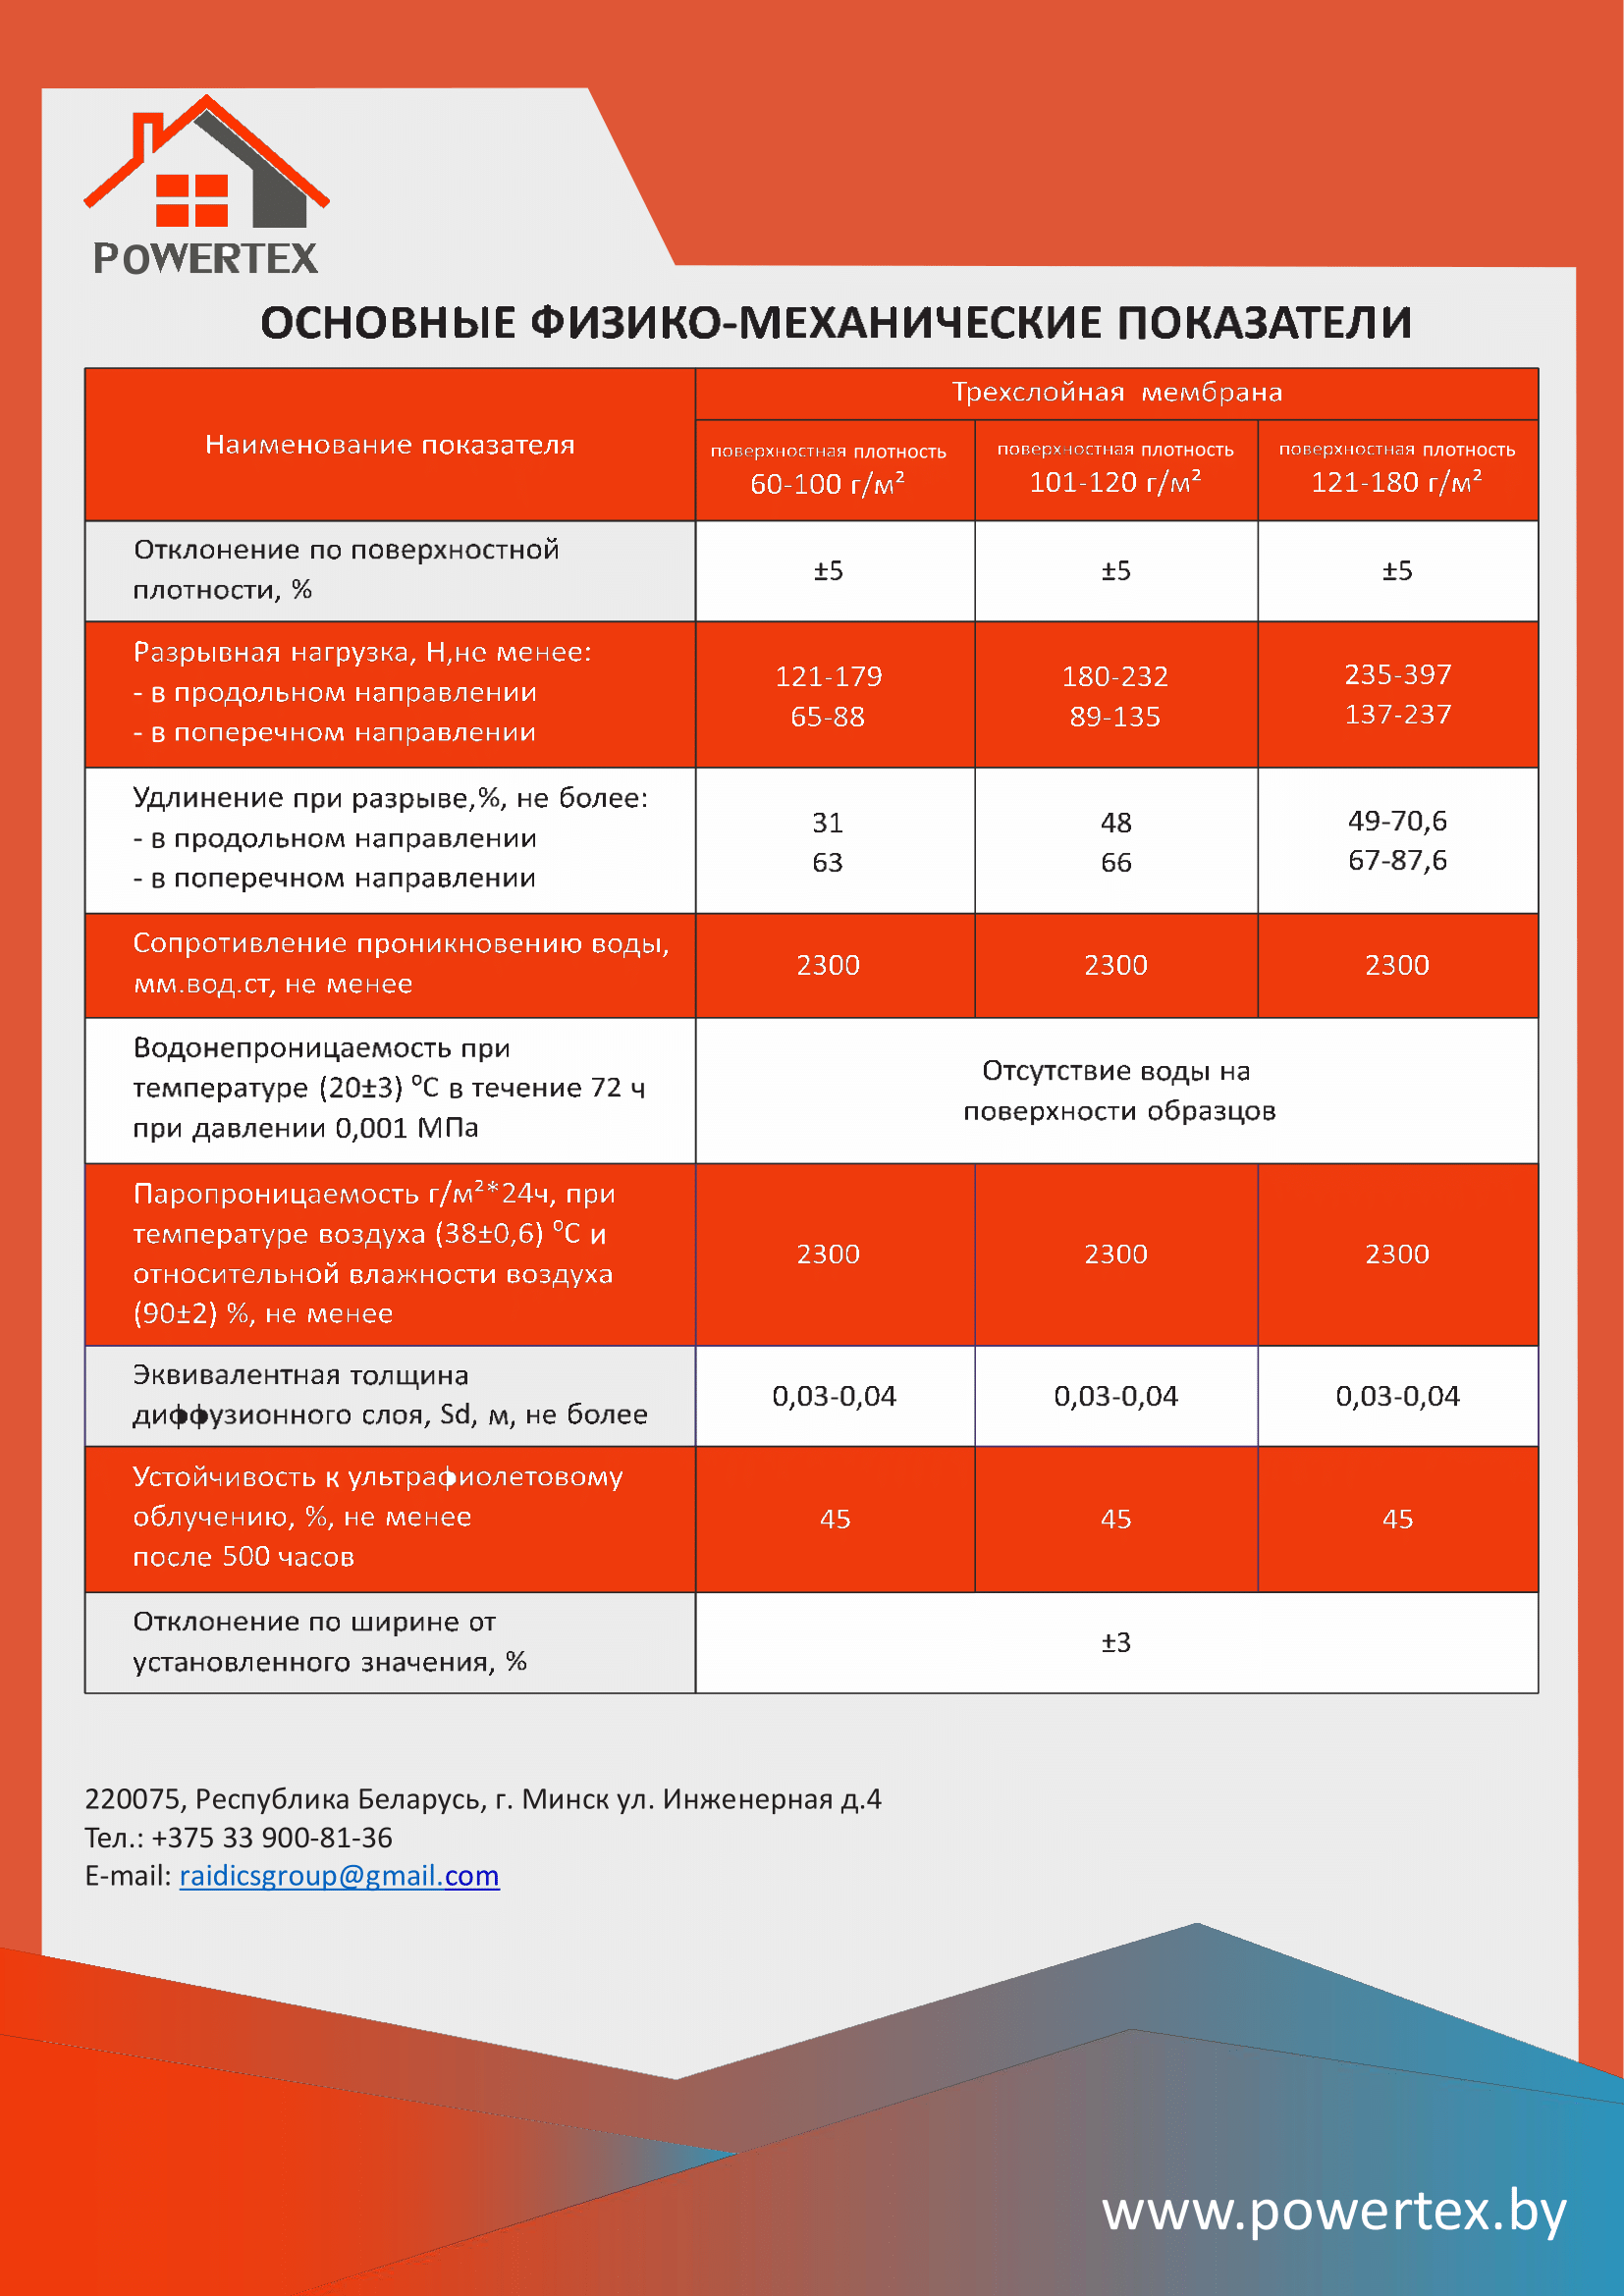 POWERTEX
ОСНОВНЫЕ ФИЗИКО-МЕХАНИЧЕСКИЕ ПОКАЗАТЕЛИ
Наименование показателя
Трехслойная мембрана
поверхностная плотность
60-100 г/м²
поверхностная плотность
101-120 г/м²
поверхностная плотность
121-180 г/м²
Отклонение по поверхностной
плотности, %
±5
±5
±5
Разрывная нагрузка, Н,не менее:
- в продольном направлении
- в поперечном направлении
121-179
65-88
180-232
89-135
235-397
137-237
Удлинение при разрыве,%, не более:
- в продольном направлении
- в поперечном направлении
31
63
48
66
49-70,6
67-87,6
Сопротивление проникновению воды,
мм.вод.ст, не менее
2300
2300
2300
Водонепроницаемость при
температуре (20±3) ⁰С в течение 72 ч
при давлении 0,001 МПа
Отсутствие воды на
поверхности образцов
Паропроницаемость г/м²*24ч, при
температуре воздуха (38±0,6) ⁰С и
относительной влажности воздуха
(90±2) %, не менее
2300
2300
2300
Эквивалентная толщина
диффузионного слоя, Sd, м, не более
0,03-0,04
0,03-0,04
0,03-0,04
Устойчивость к ультрафиолетовому
облучению, %, не менее
после 500 часов
45
45
45
Отклонение по ширине от
установленного значения, %
±3
220075, Республика Беларусь, г. Минск ул. Инженерная д.4
Тел.: +375 33 900-81-36
E-mail: raidicsgroup@gmail.com
www.powertex.by